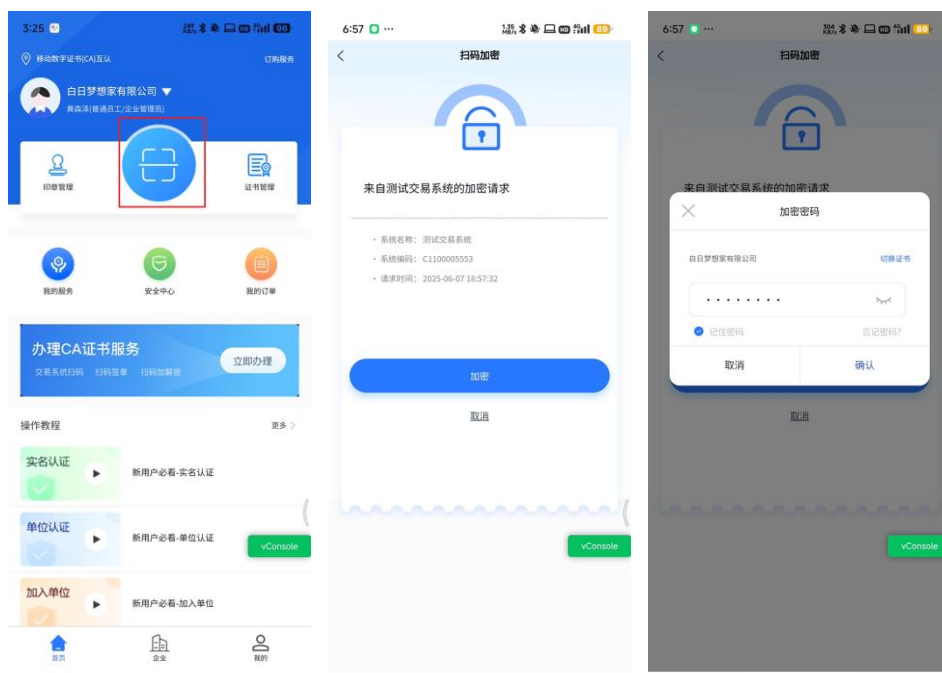 3:25
移动数字证书(CA)互认
订购服务
白日梦想家有限公司
黄森泽(普通员工/企业管理员)
印章管理
证书管理
我的服务
安全中心
我的订单
办理CA证书服务
交易系统扫码 扫码签章 扫码加解密
立即办理
操作教程
更多
实名认证
新用户必看-实名认证
单位认证
新用户必看-单位认证
vConsole
加入单位
新用户必看-加入单位
首页
企业
我的
6:57
1.35 MB/s
HD
4G
89
扫码加密
来自测试交易系统的加密请求
· 系统名称: 测试交易系统
· 系统编码: C1100005553
· 请求时间: 2025-06-07 18:57:32
加密
取消
vConsole
6:57
HD
4G
89
扫码加密
来自测试交易系统的加密请求
加密密码
白日梦想家有限公司
切换证书
记住密码
忘记密码?
取消
确认
取消
vConsole